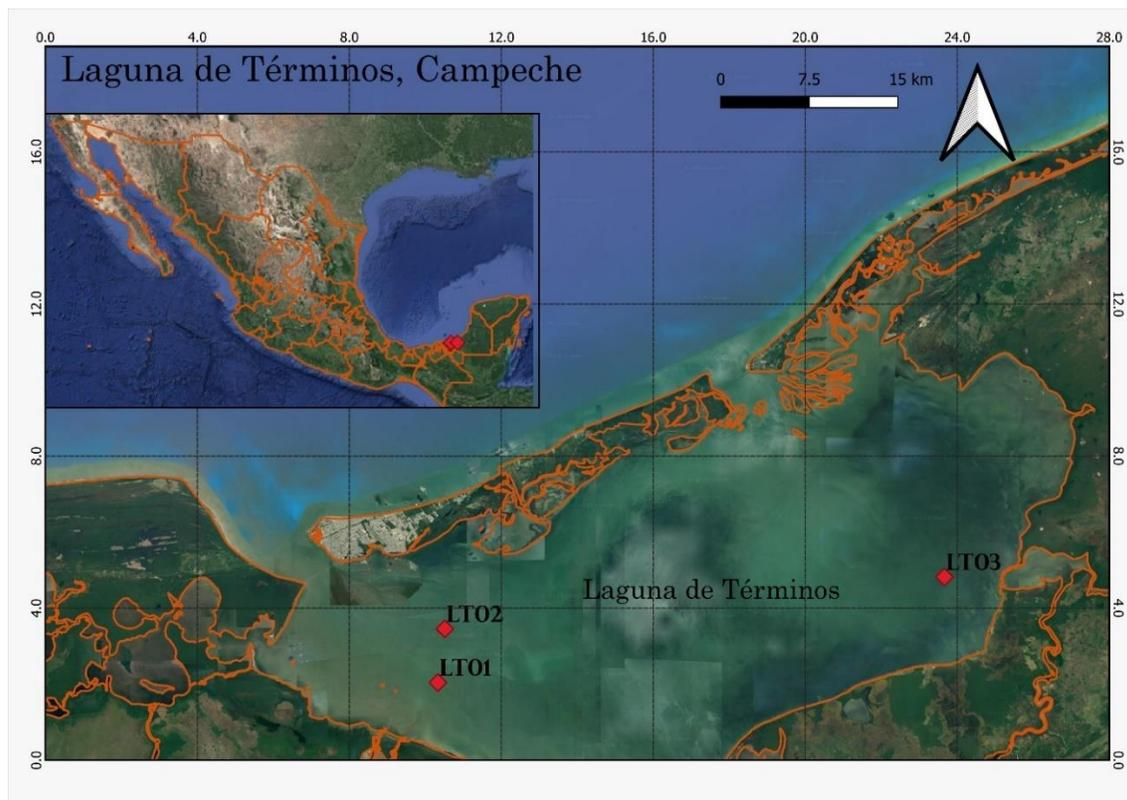 0.0 4.0 8.0 12.0 16.0 20.0 24.0 28.0
Laguna de Términos, Campeche
0 7.5 15 km
16.0 16.0
12.0 12.0
8.0 8.0
LTO3
Laguna de Términos
4.0 4.0
LTO2
LTO1
0.0 0.0